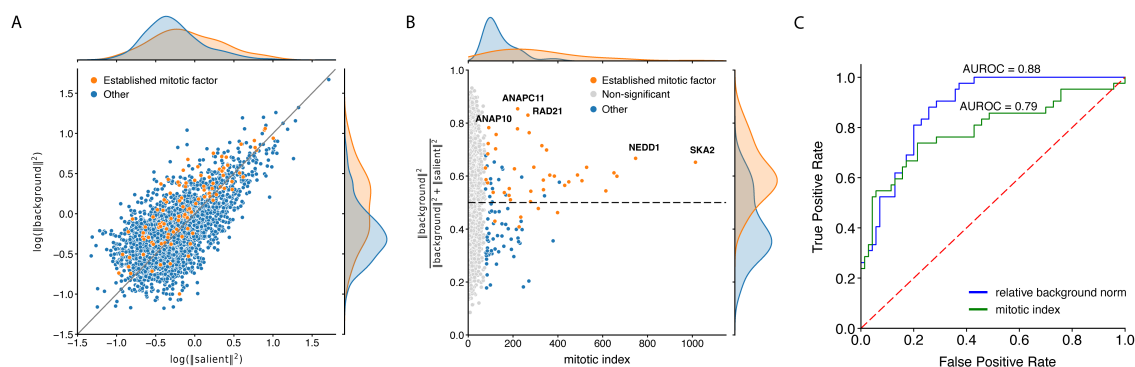 A
Established mitotic factor
Other
log(∥background∥²)
1.5
1.0
0.5
0.0
−0.5
−1.0
−1.5
−1.5 −1.0 −0.5 0.0 0.5 1.0 1.5
log(∥salient∥²)
B
Established mitotic factor
Non-significant
Other
ANAPC11
RAD21
ANAP10
NEDD1
SKA2
∥background∥²
∥background∥² + ∥salient∥²
1.0
0.8
0.6
0.4
0.2
0.0
0 200 400 600 800 1000
mitotic index
C
AUROC = 0.88
AUROC = 0.79
True Positive Rate
1.0
0.8
0.6
0.4
0.2
0.0
relative background norm
mitotic index
0.0 0.2 0.4 0.6 0.8 1.0
False Positive Rate